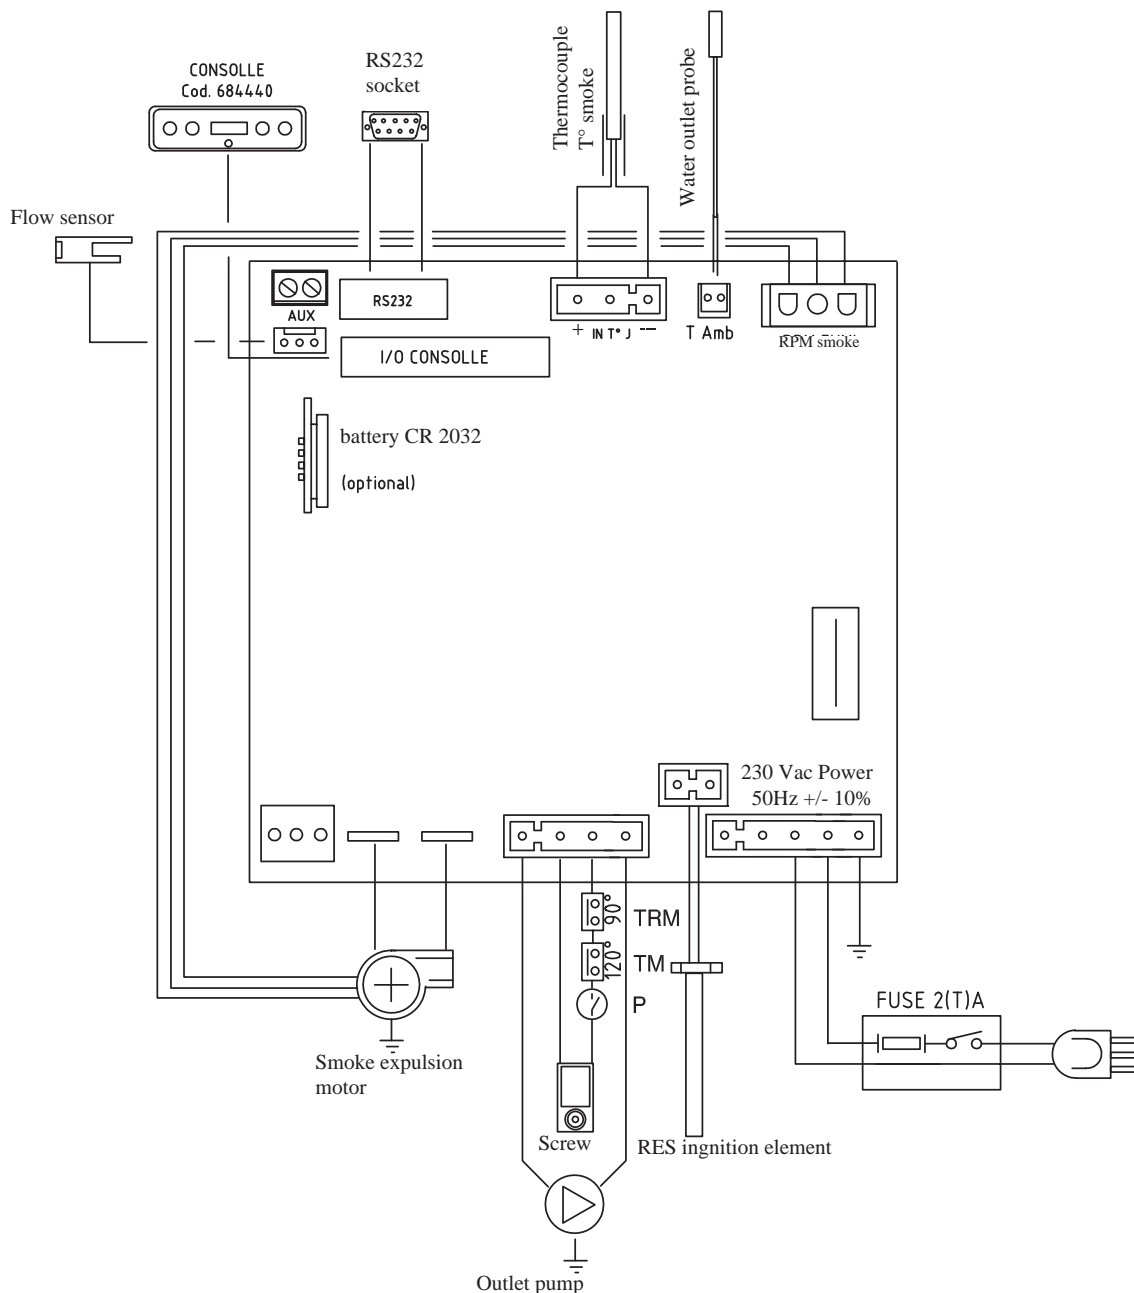 CONSOLLE
Cod. 684440
RS232
socket
Thermocouple
T° smoke
Water outlet probe
Flow sensor
AUX
RS232
+ IN T° J -
T Amb
RPM smoke
I/O CONSOLLE
battery CR 2032
(optional)
230 Vac Power
50Hz +/- 10%
90°
TRM
120°
TM
P
FUSE 2(T)A
Smoke expulsion
motor
Screw
RES ingnition element
Outlet pump